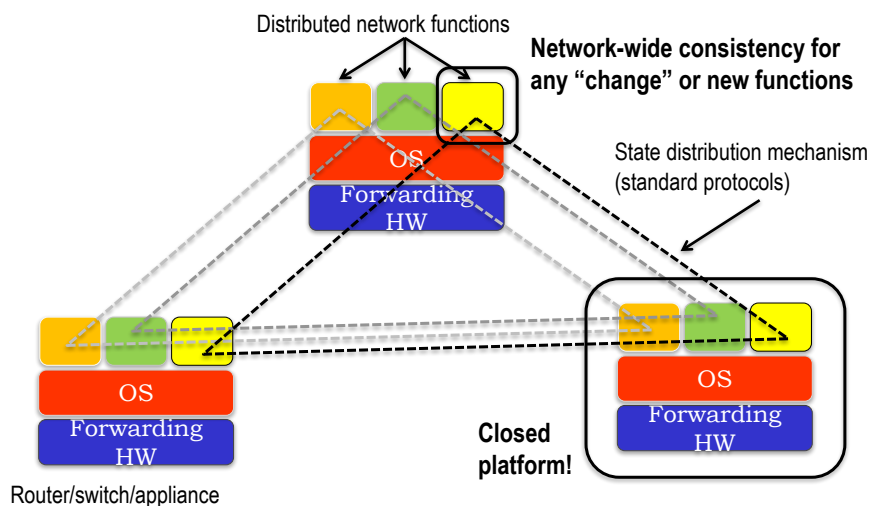 Distributed network functions
Network-wide consistency for
any “change” or new functions
State distribution mechanism
(standard protocols)
OS
Forwarding
HW
OS
Forwarding
HW
OS
Forwarding
HW
Closed
platform!
Router/switch/appliance